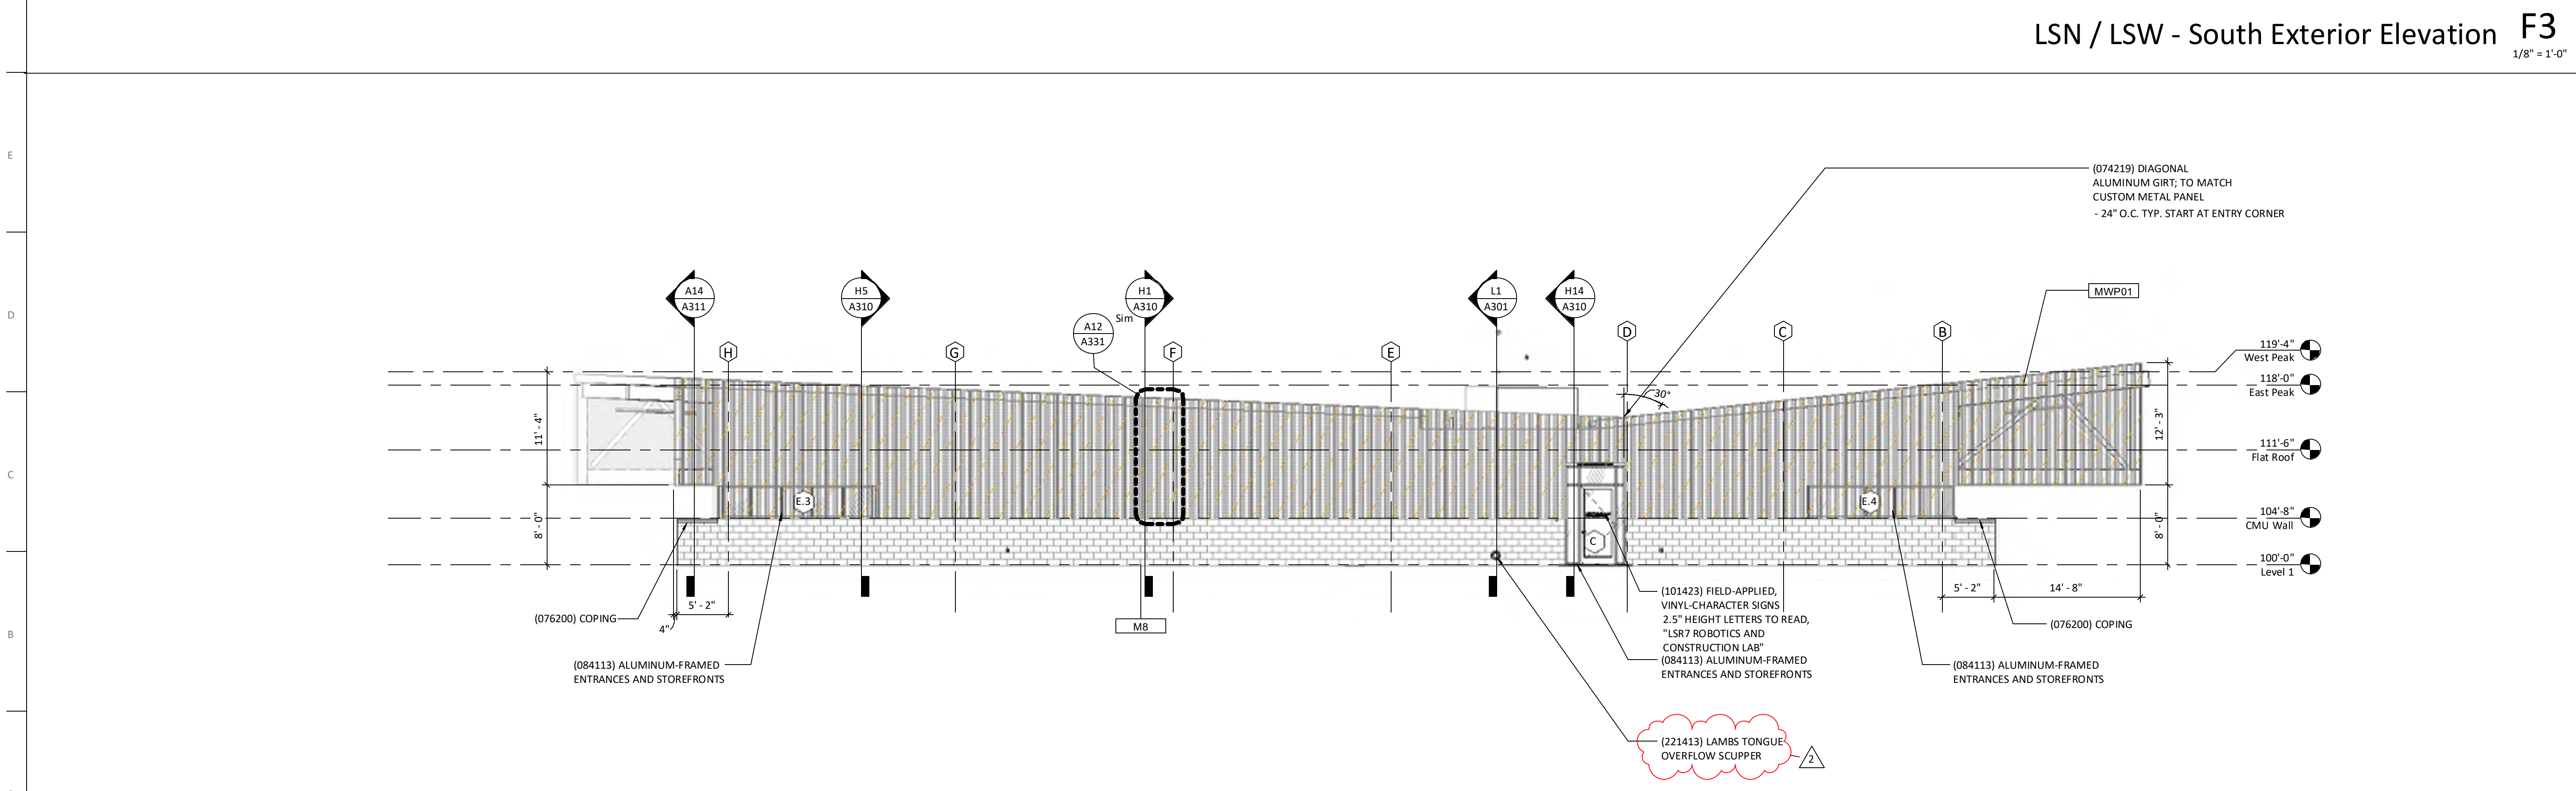 LSN / LSW - South Exterior Elevation
F3
1/8" = 1'-0"
E
D
C
B
(074219) DIAGONAL
ALUMINUM GIRT; TO MATCH
CUSTOM METAL PANEL
- 24" O.C. TYP. START AT ENTRY CORNER
A14
A311
H5
A310
H1
A310
L1
A301
H14
A310
MWP01
A12
A331
Sim
H
G
F
E
D
C
B
119'-4"
West Peak
118'-0"
East Peak
111'-6"
Flat Roof
104'-8"
CMU Wall
100'-0"
Level 1
30°
11' - 4"
8' - 0"
12' - 3"
8' - 0"
E.3
E.4
C
5' - 2"
4"
5' - 2"
14' - 8"
(076200) COPING
M8
(084113) ALUMINUM-FRAMED
ENTRANCES AND STOREFRONTS
(101423) FIELD-APPLIED,
VINYL-CHARACTER SIGNS
2.5" HEIGHT LETTERS TO READ,
"LSR7 ROBOTICS AND
CONSTRUCTION LAB"
(084113) ALUMINUM-FRAMED
ENTRANCES AND STOREFRONTS
(076200) COPING
(084113) ALUMINUM-FRAMED
ENTRANCES AND STOREFRONTS
(221413) LAMBS TONGUE
OVERFLOW SCUPPER
2